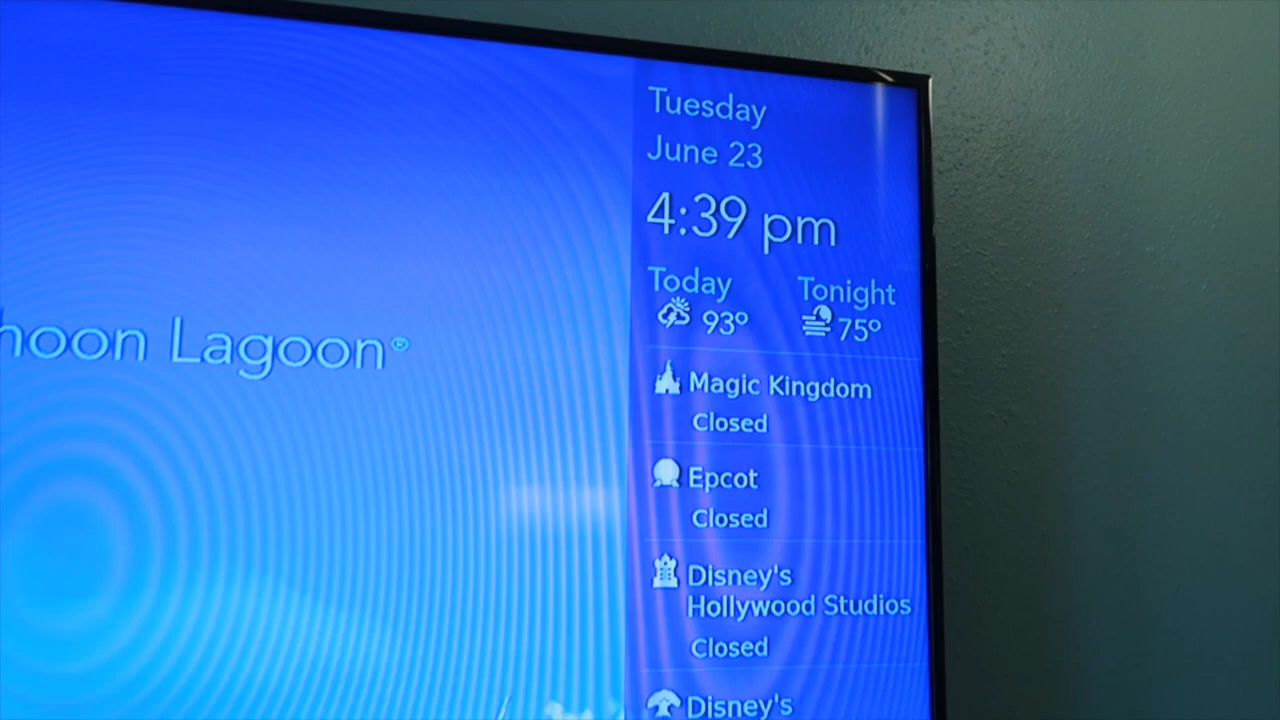 Tuesday
June 23
4:39 pm
Today Tonight
93° 75°
hoon Lagoon®
Magic Kingdom
Closed
Epcot
Closed
Disney's
Hollywood Studios
Closed
Disney's